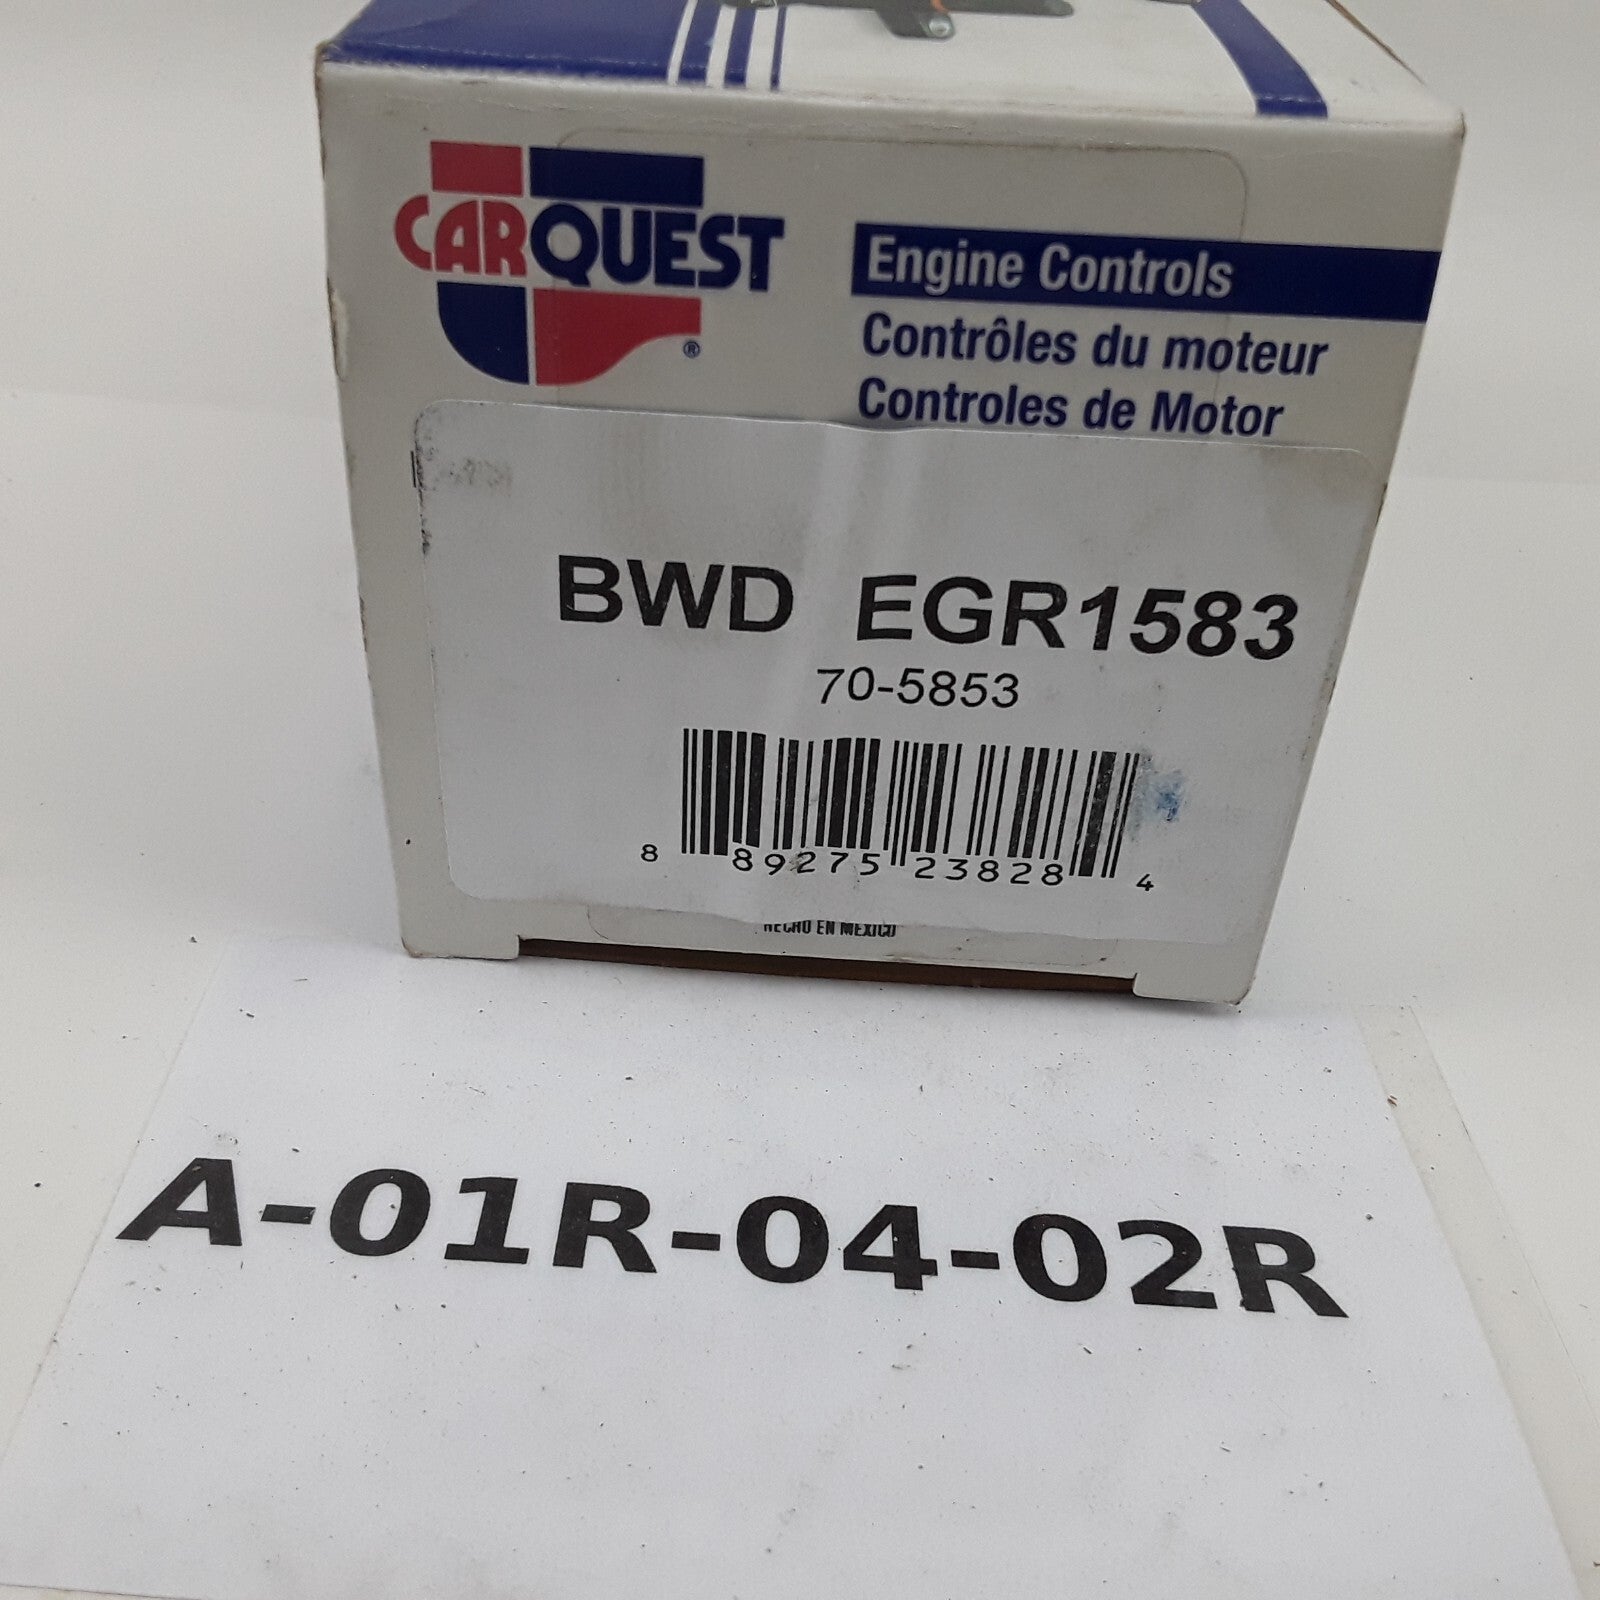 CARQUEST
®
Engine Controls
Contrôles du moteur
Controles de Motor
BWD EGR1583
70-5853
8 89275 23828 4
HECHO EN MEXICO
A-01R-04-02R